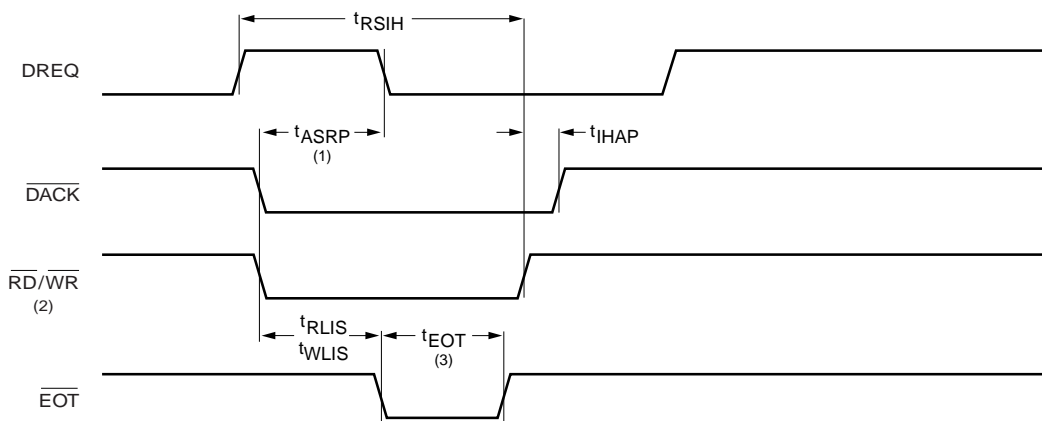 tRSIH
DREQ
tASRP
(1)
tIHAP
DACK
RD/WR
(2)
tRLIS
tWLIS
tEOT
(3)
EOT